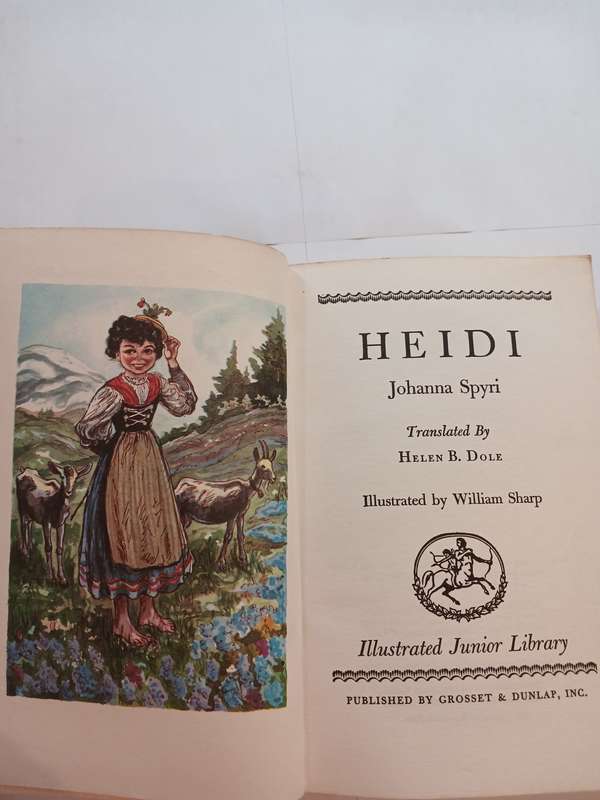 HEIDI
Johanna Spyri
Translated By
HELEN B. DOLE
Illustrated by William Sharp
Illustrated Junior Library
PUBLISHED BY GROSSET & DUNLAP, INC.